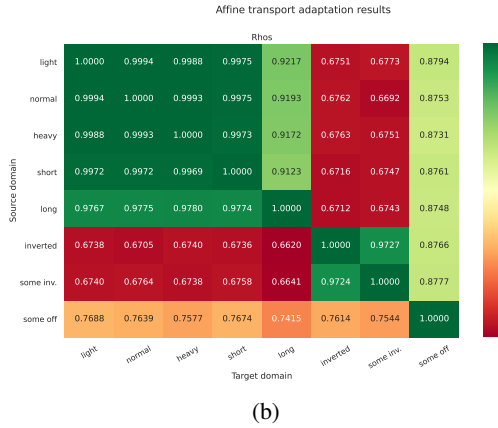 Affine transport adaptation results
Rhos
light 1.0000 0.9994 0.9988 0.9975 0.9217 0.6751 0.6773 0.8794
normal 0.9994 1.0000 0.9993 0.9975 0.9193 0.6762 0.6692 0.8753
heavy 0.9988 0.9993 1.0000 0.9973 0.9172 0.6763 0.6751 0.8731
short 0.9972 0.9972 0.9969 1.0000 0.9123 0.6716 0.6747 0.8761
long 0.9767 0.9775 0.9780 0.9774 1.0000 0.6712 0.6743 0.8748
inverted 0.6738 0.6705 0.6740 0.6736 0.6620 1.0000 0.9727 0.8766
some inv. 0.6740 0.6764 0.6738 0.6758 0.6641 0.9724 1.0000 0.8777
some off 0.7688 0.7639 0.7577 0.7674 0.7415 0.7614 0.7544 1.0000
Source domain
light normal heavy short long inverted some inv. some off
Target domain
(b)